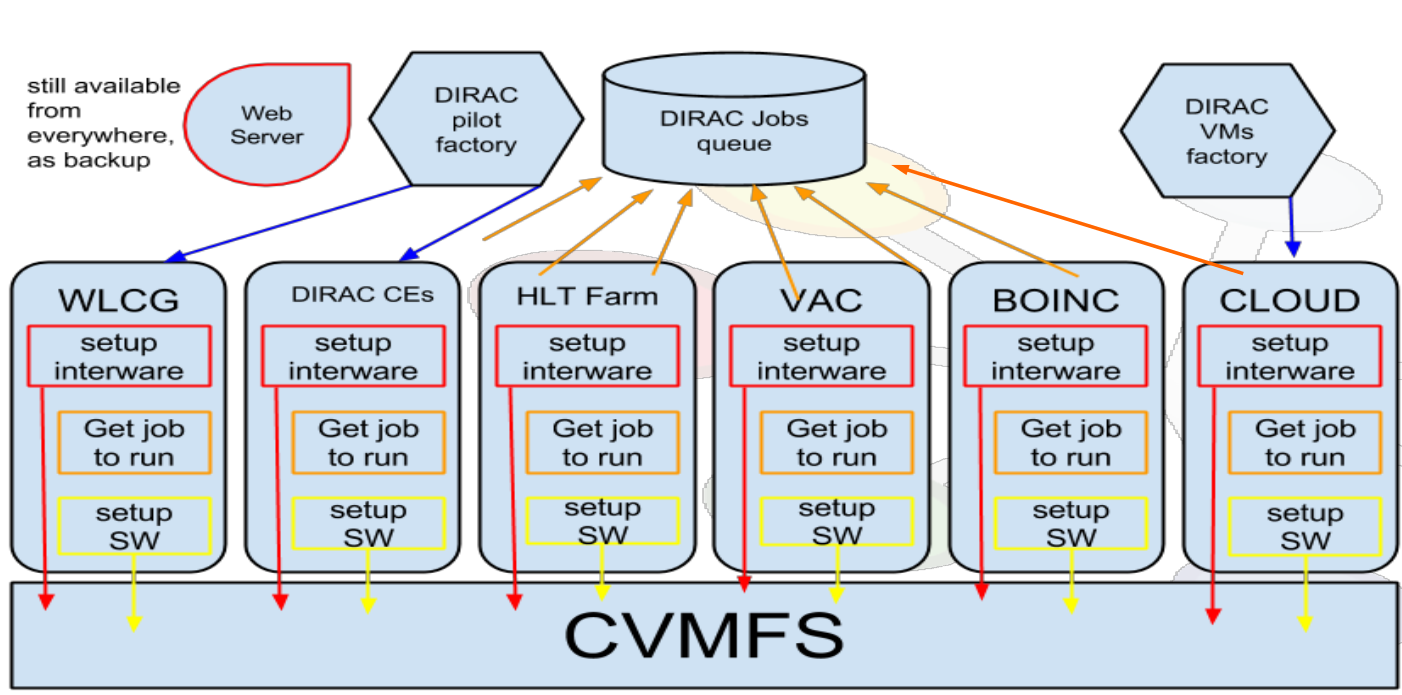 still available
from
everywhere,
as backup
Web
Server
DIRAC
pilot
factory
DIRAC Jobs
queue
DIRAC
VMs
factory
WLCG
setup
interware
Get job
to run
setup
SW
DIRAC CEs
setup
interware
Get job
to run
setup
SW
HLT Farm
setup
interware
Get job
to run
setup
SW
VAC
setup
interware
Get job
to run
setup
SW
BOINC
setup
interware
Get job
to run
setup
SW
CLOUD
setup
interware
Get job
to run
setup
SW
CVMFS